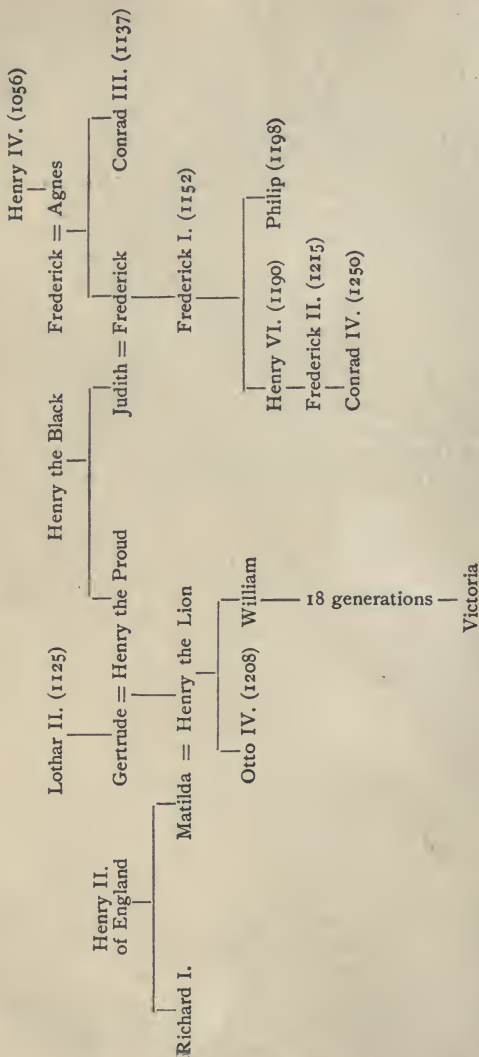 Henry IV. (1056)
Frederick = Agnes
Conrad III. (1137)
Henry the Black
Judith = Frederick
Frederick I. (1152)
Henry VI. (1190)
Philip (1198)
Frederick II. (1215)
Conrad IV. (1250)
Lothar II. (1125)
Gertrude = Henry the Proud
Henry II.
of England
Richard I.
Matilda = Henry the Lion
Otto IV. (1208)
William
18 generations
Victoria